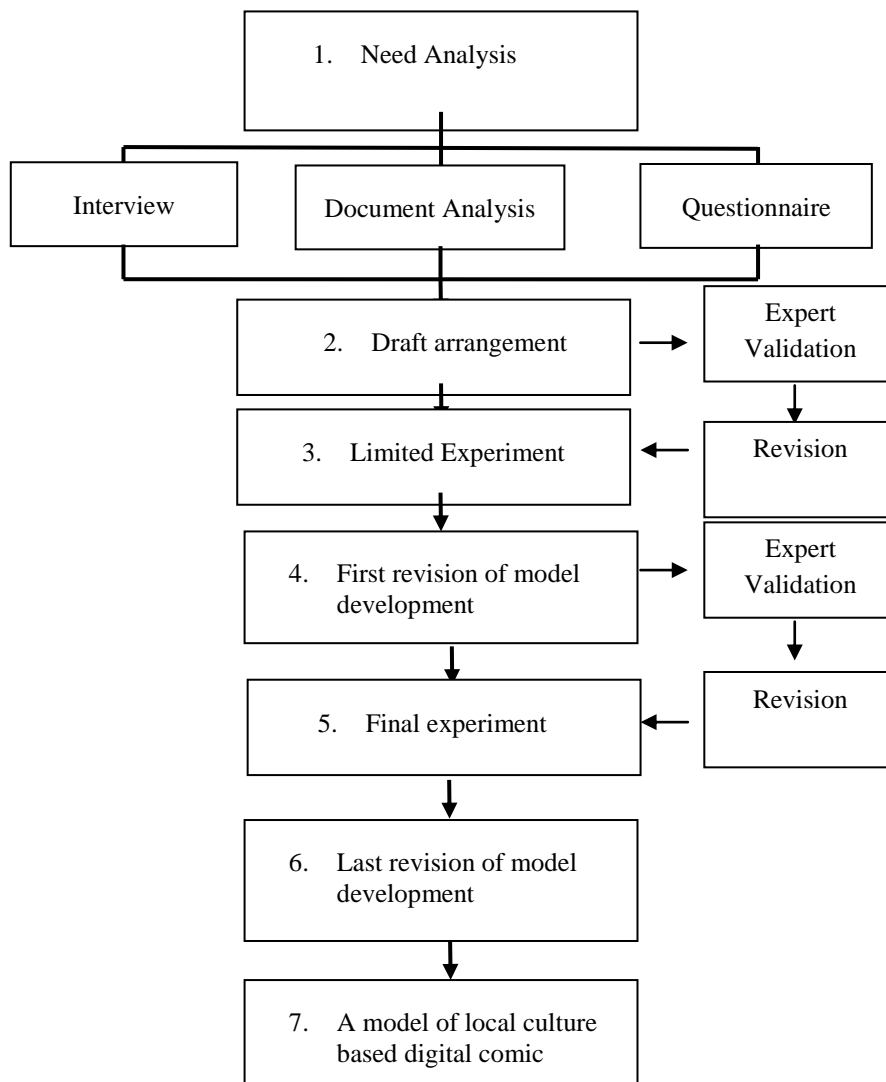 1. Need Analysis
Interview
Document Analysis
Questionnaire
2. Draft arrangement
Expert
Validation
3. Limited Experiment
Revision
4. First revision of model
development
Expert
Validation
5. Final experiment
Revision
6. Last revision of model
development
7. A model of local culture
based digital comic